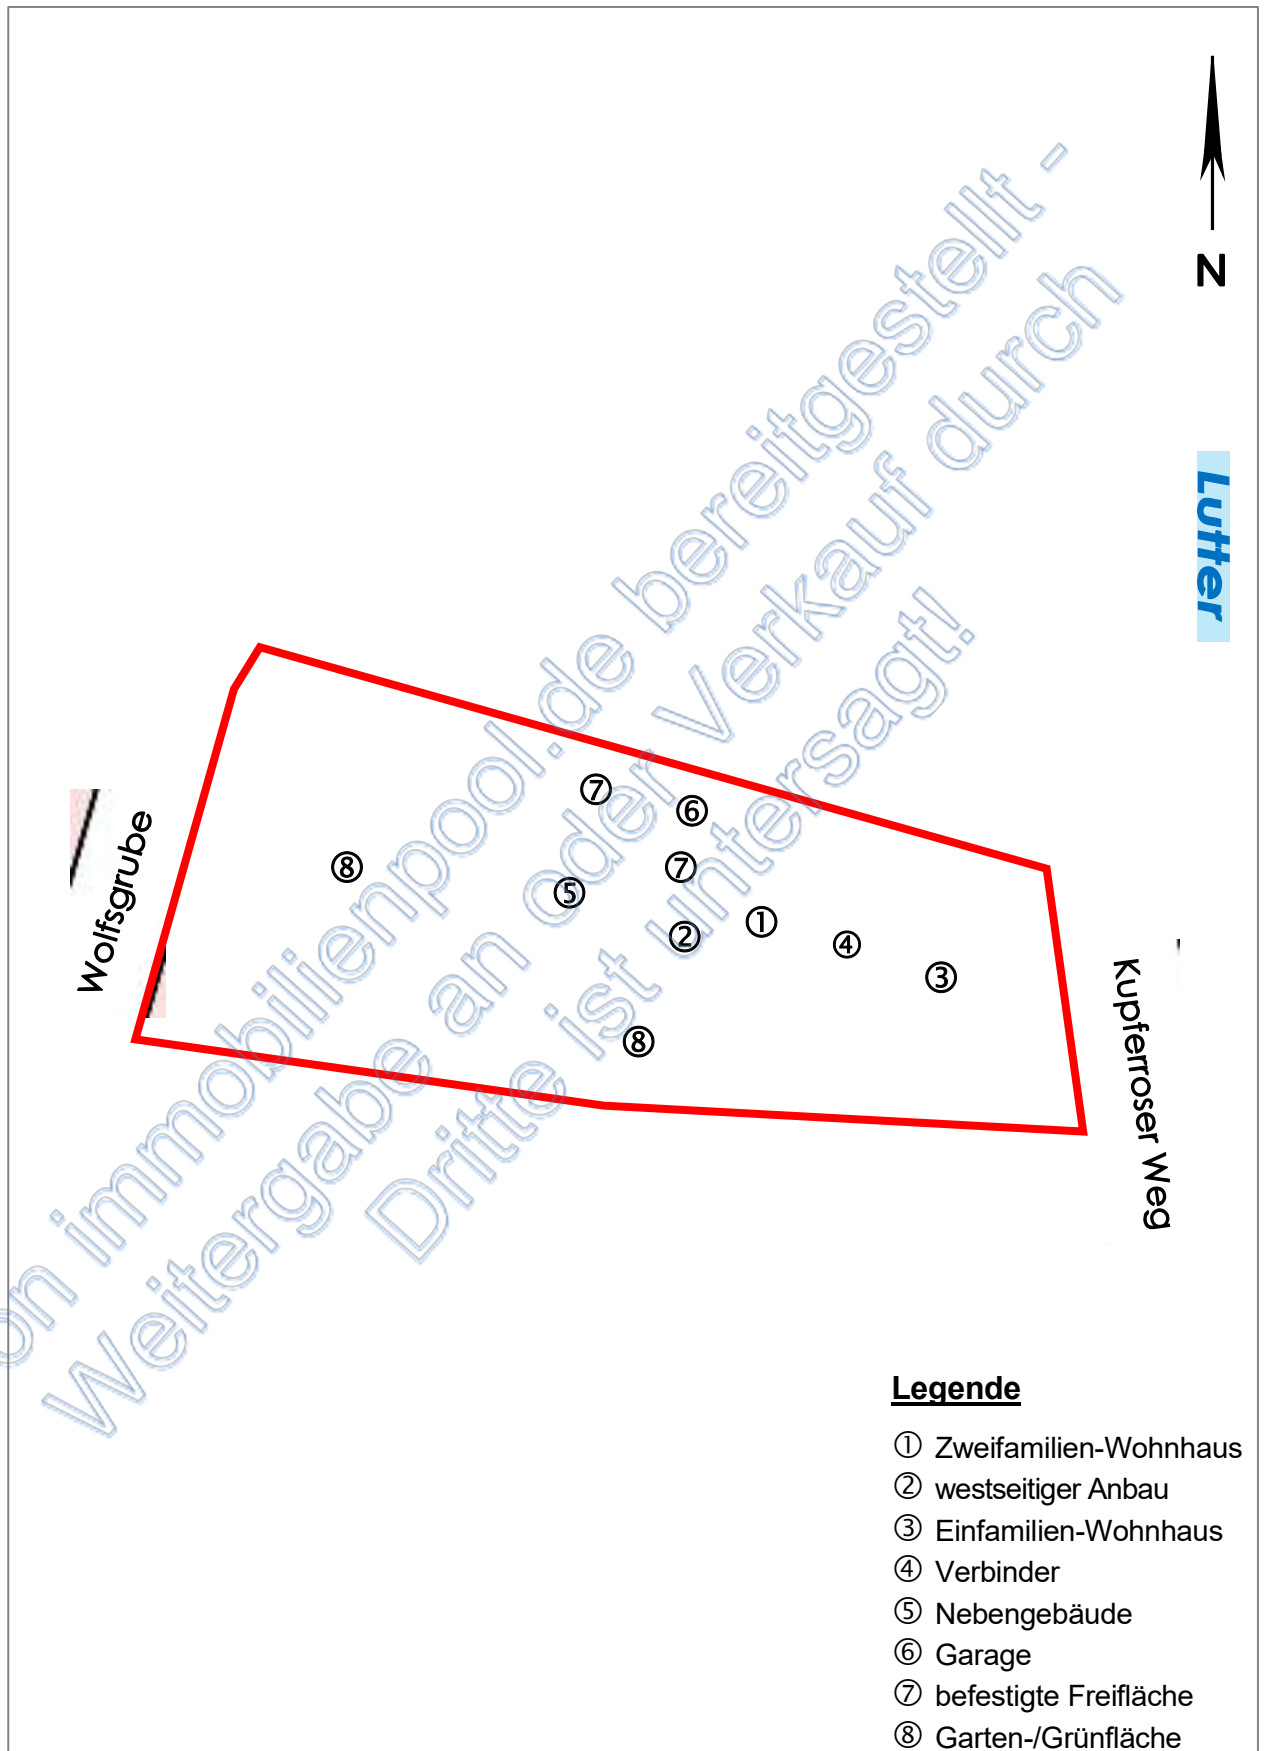 N
Lutter
on immobilienpool.de bereitgestellt -
Weitergabe an oder Verkauf durch
Dritte ist untersagt!
Wolfsgrube
Kupferroser Weg
⑦
⑥
⑧
⑦
⑤
①
②
④
③
⑧
Legende
① Zweifamilien-Wohnhaus
② westseitiger Anbau
③ Einfamilien-Wohnhaus
④ Verbinder
⑤ Nebengebäude
⑥ Garage
⑦ befestigte Freifläche
⑧ Garten-/Grünfläche